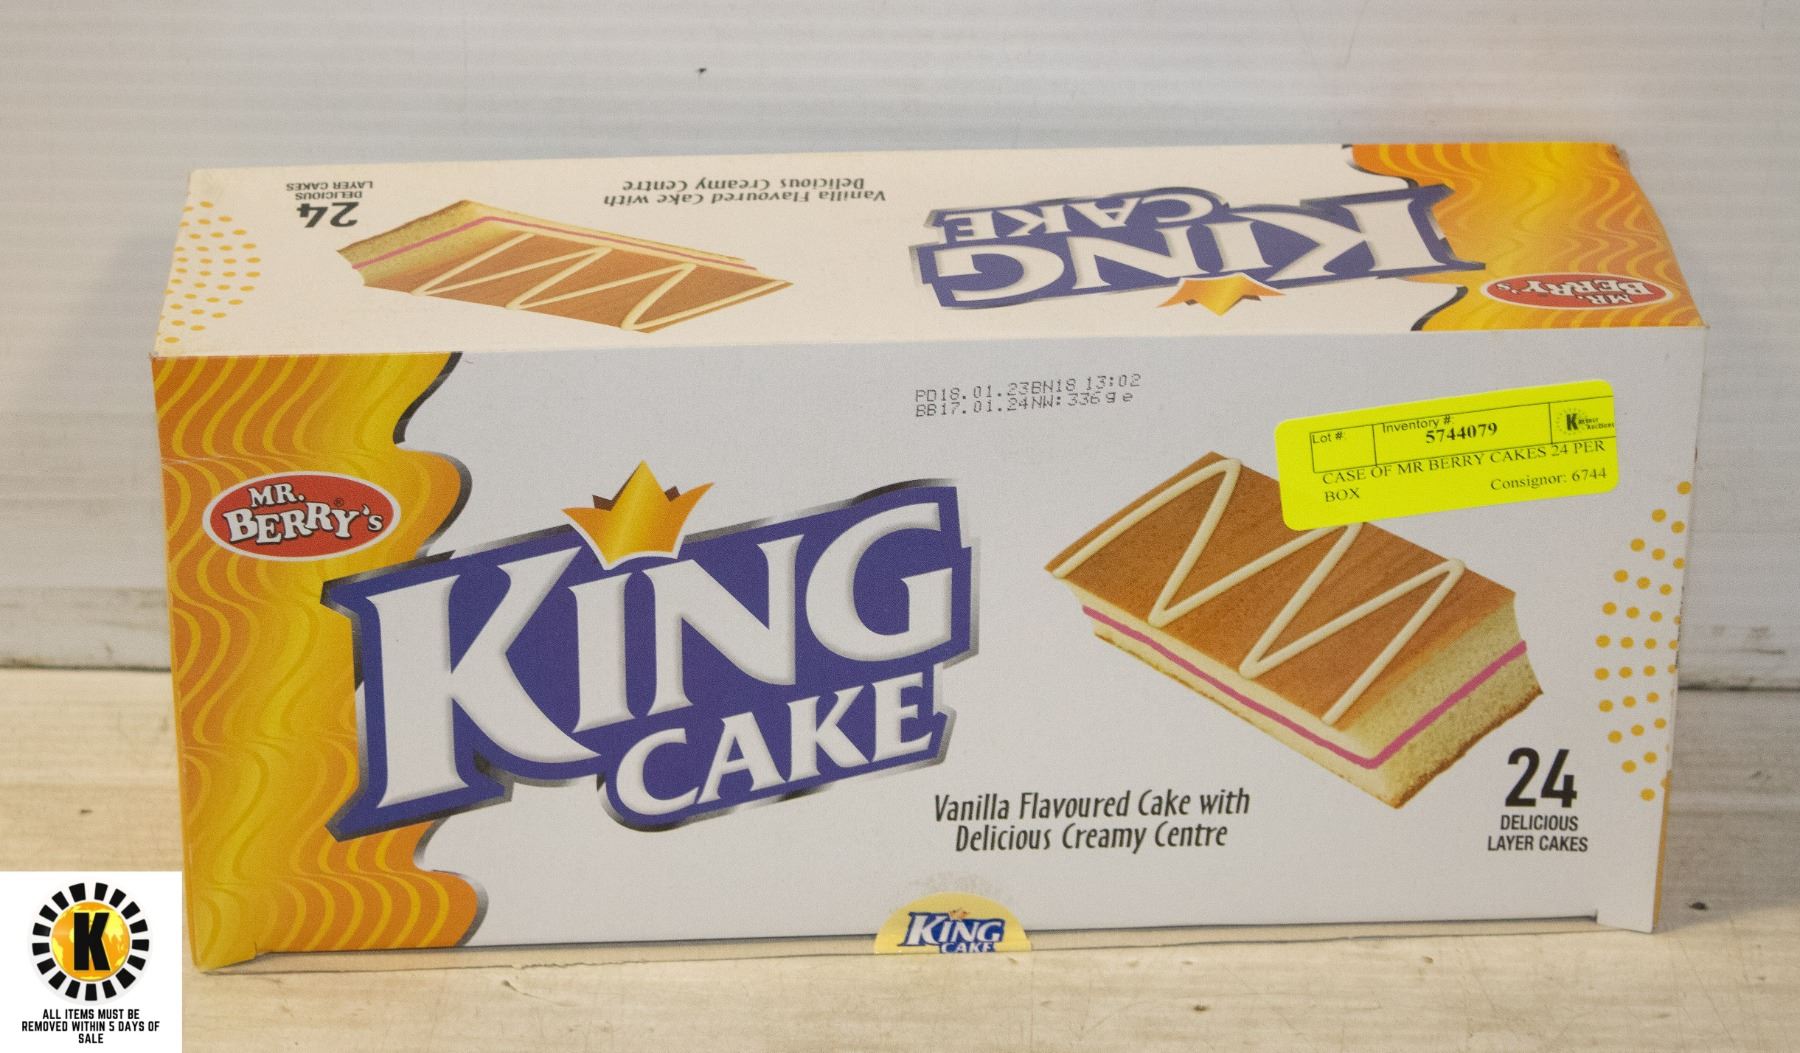 24
DELICIOUS
LAYER CAKES
Vanilla Flavoured Cake with
Delicious Creamy Centre
KING
CAKE
MR.
BERRY's
PD18.01.23BN18 13:02
BB17.01.24NW:336g e
Lot #:
Inventory #:
5744079
CASE OF MR BERRY CAKES 24 PER
BOX
Consignor: 6744
MR.
BERRY's®
KING
CAKE
Vanilla Flavoured Cake with
Delicious Creamy Centre
24
DELICIOUS
LAYER CAKES
KING
CAKE
K
ALL ITEMS MUST BE
REMOVED WITHIN 5 DAYS OF
SALE